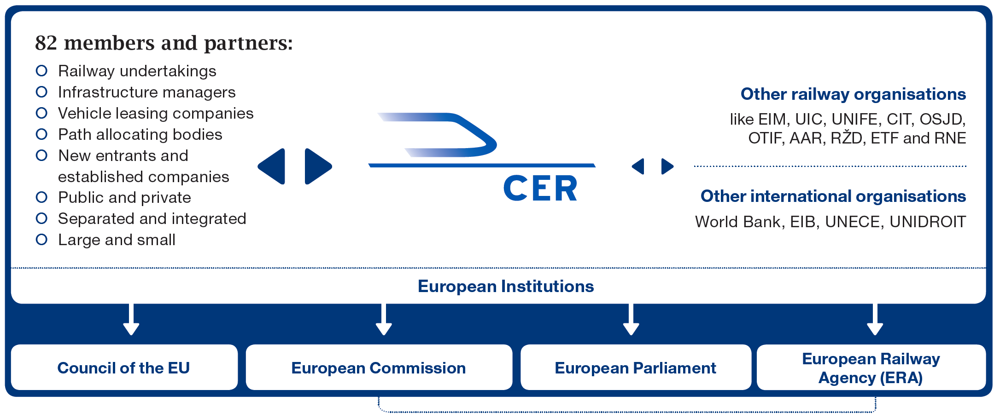 82 members and partners:
Railway undertakings
Infrastructure managers
Vehicle leasing companies
Path allocating bodies
New entrants and
established companies
Public and private
Separated and integrated
Large and small
CER
Other railway organisations
like EIM, UIC, UNIFE, CIT, OSJD,
OTIF, AAR, RŽD, ETF and RNE
Other international organisations
World Bank, EIB, UNECE, UNIDROIT
European Institutions
Council of the EU
European Commission
European Parliament
European Railway
Agency (ERA)